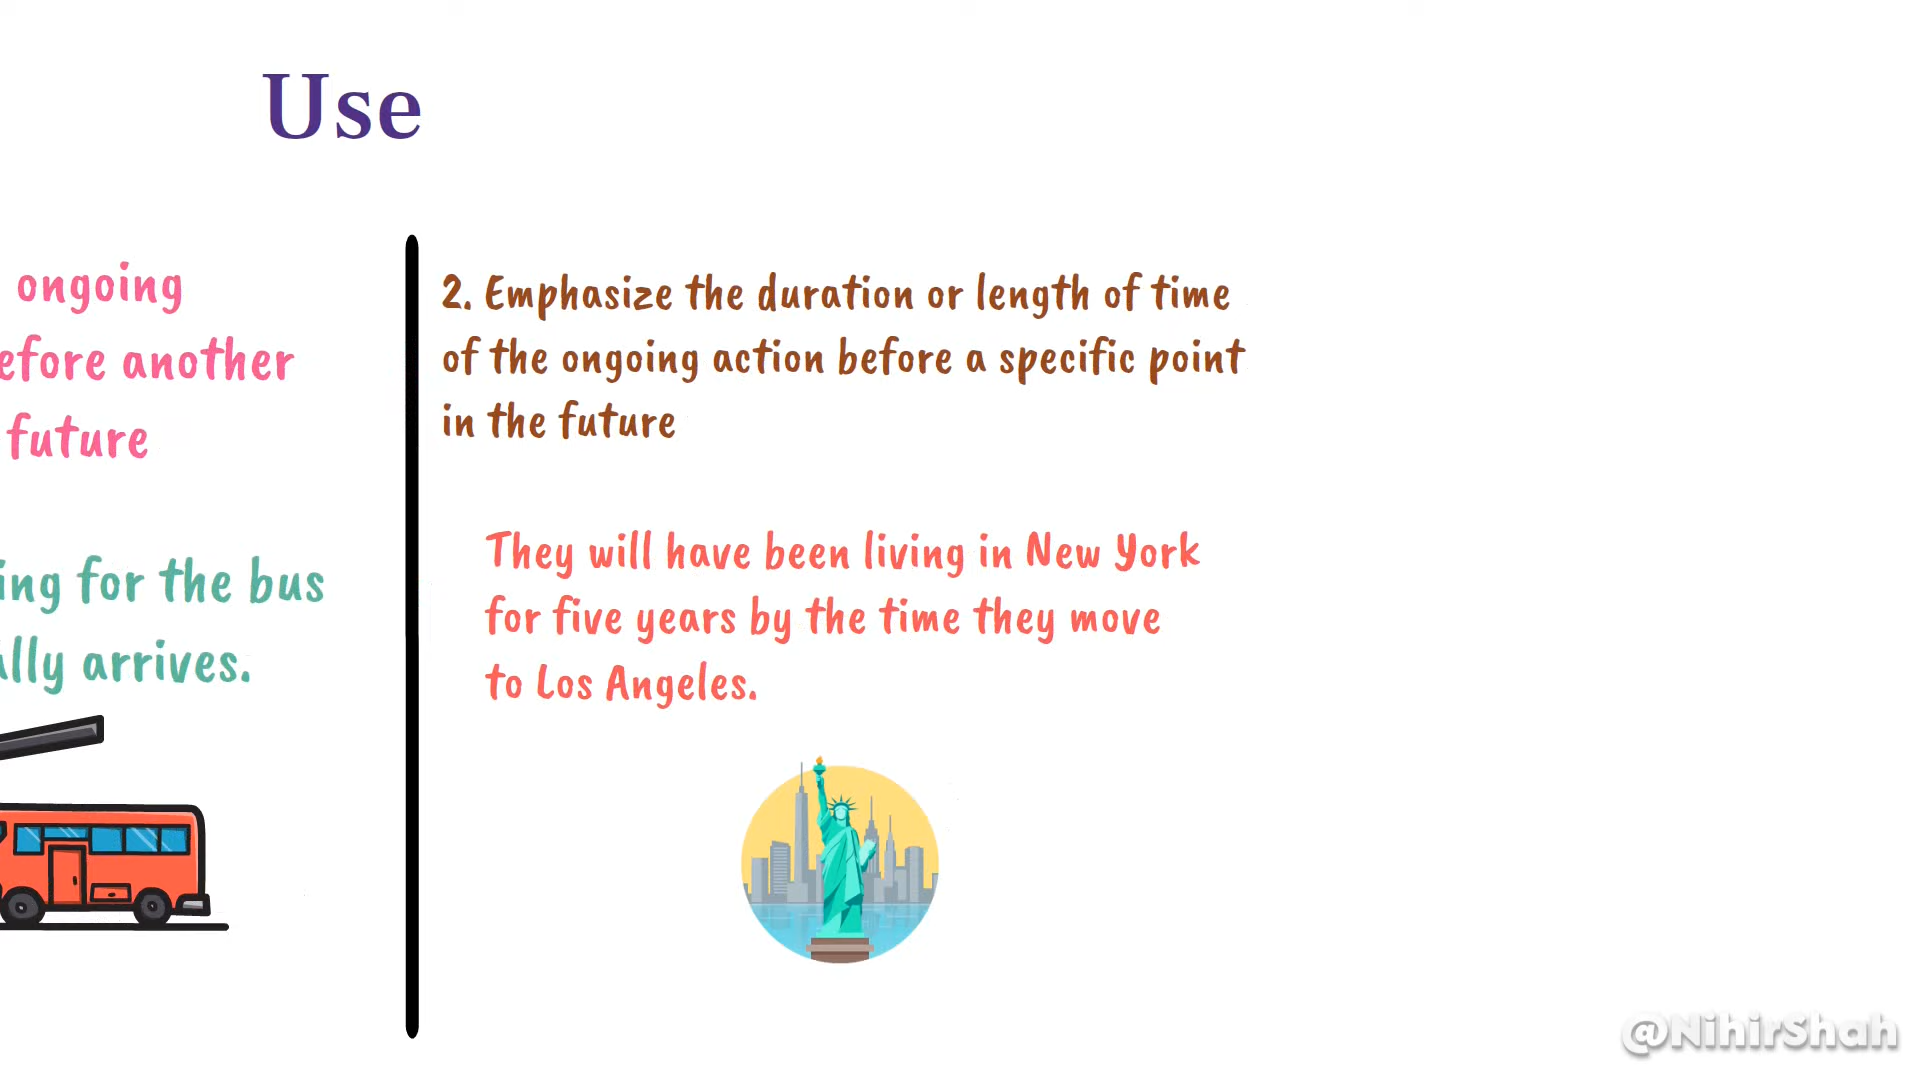 Use
ongoing
before another
future
ing for the bus
ally arrives.
2. Emphasize the duration or length of time
of the ongoing action before a specific point
in the future
They will have been living in New York
for five years by the time they move
to Los Angeles.
@NihirShah